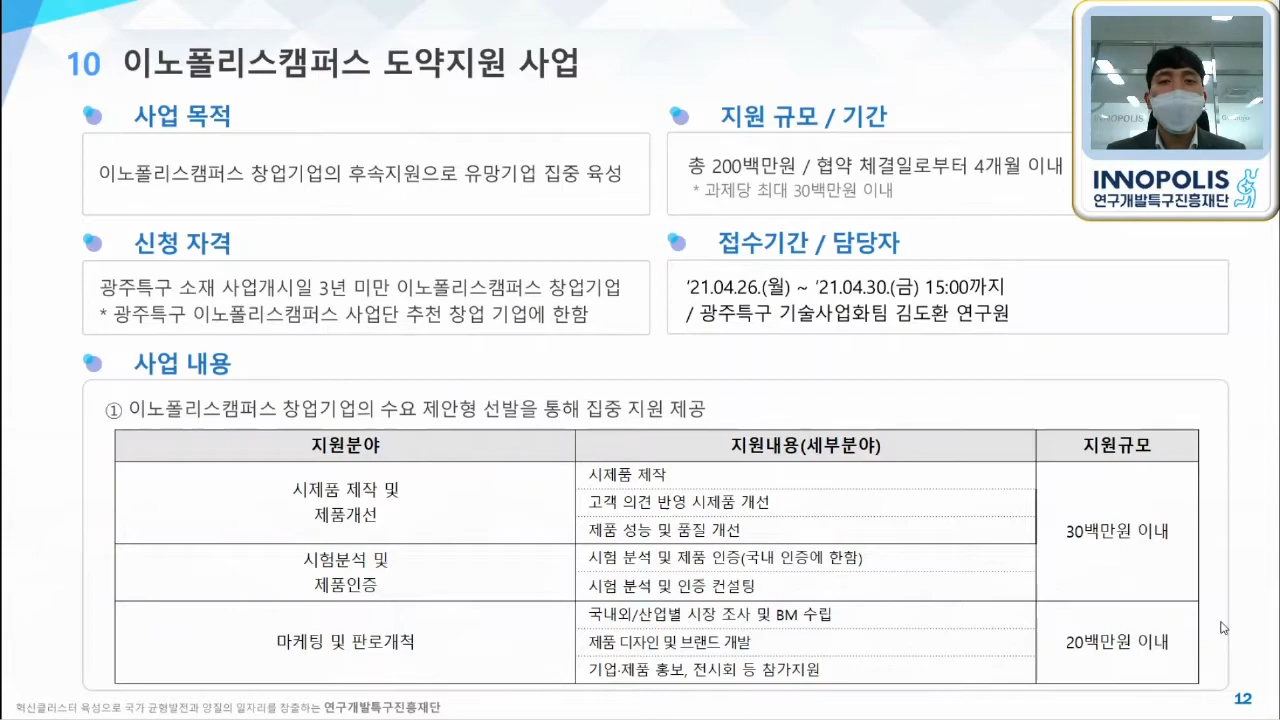 10 이노폴리스캠퍼스 도약지원 사업
사업 목적
이노폴리스캠퍼스 창업기업의 후속지원으로 유망기업 집중 육성
지원 규모 / 기간
총 200백만원 / 협약 체결일로부터 4개월 이내
* 과제당 최대 30백만원 이내
INNOPOLIS
INNOPOLIS
연구개발특구진흥재단
신청 자격
광주특구 소재 사업개시일 3년 미만 이노폴리스캠퍼스 창업기업
* 광주특구 이노폴리스캠퍼스 사업단 추천 창업 기업에 한함
접수기간 / 담당자
'21.04.26.(월) ~ '21.04.30.(금) 15:00까지
/ 광주특구 기술사업화팀 김도환 연구원
사업 내용
① 이노폴리스캠퍼스 창업기업의 수요 제안형 선발을 통해 집중 지원 제공
지원분야 지원내용(세부분야) 지원규모
시제품 제작 및
제품개선
시제품 제작
고객 의견 반영 시제품 개선
제품 성능 및 품질 개선
30백만원 이내
시험분석 및
제품인증
시험 분석 및 제품 인증(국내 인증에 한함)
시험 분석 및 인증 컨설팅
마케팅 및 판로개척
국내외/산업별 시장 조사 및 BM 수립
제품 디자인 및 브랜드 개발
기업·제품 홍보, 전시회 등 참가지원
20백만원 이내
혁신클러스터 육성으로 국가 균형발전과 양질의 일자리를 창출하는 연구개발특구진흥재단
12